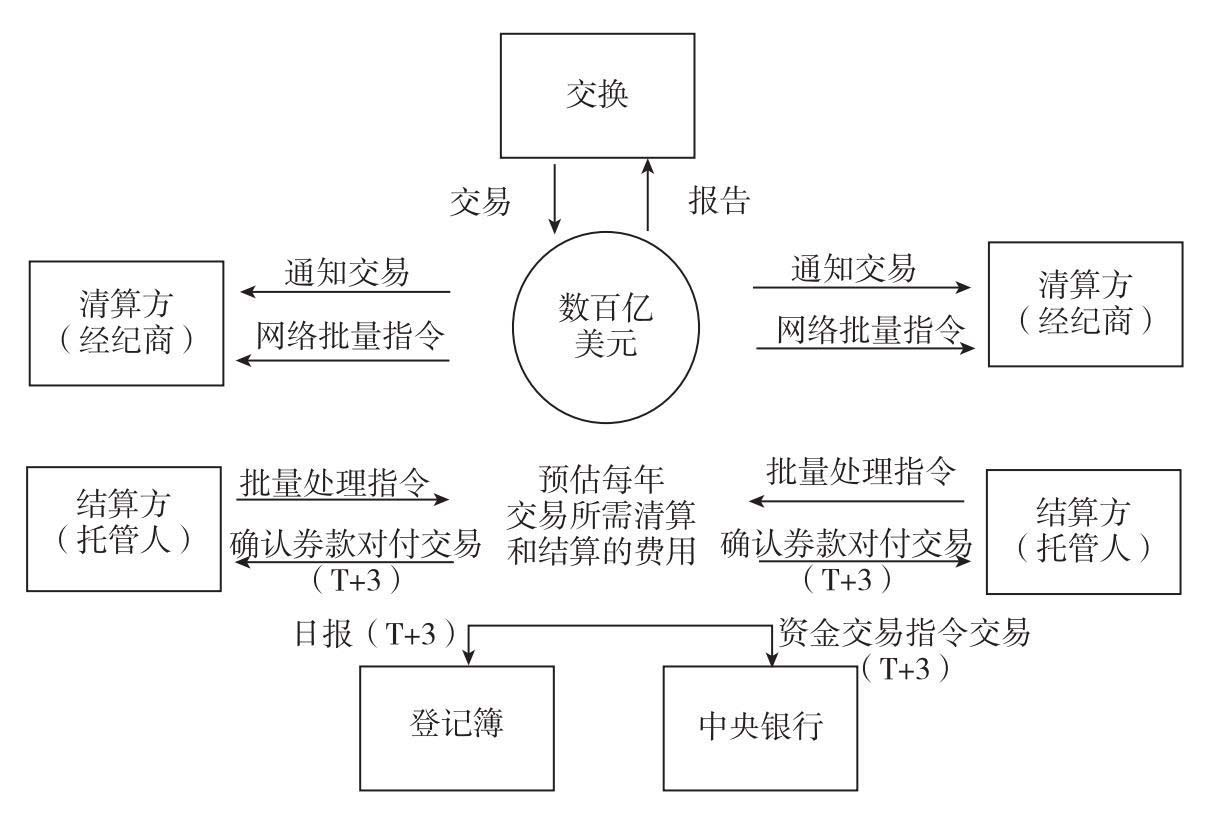 交换
交易
报告
清算方
（经纪商）
通知交易
网络批量指令
数百亿
美元
通知交易
网络批量指令
清算方
（经纪商）
结算方
（托管人）
批量处理指令
确认券款对付交易
（T+3）
预估每年
交易所需清算
和结算的费用
批量处理指令
确认券款对付交易
（T+3）
结算方
（托管人）
日报（T+3）
资金交易指令交易
（T+3）
登记簿
中央银行